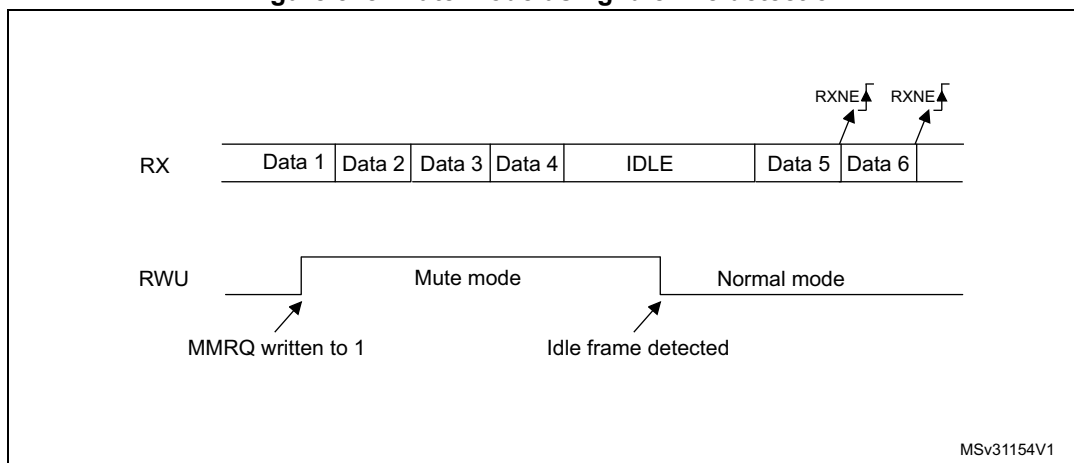 RXNE RXNE
RX Data 1 Data 2 Data 3 Data 4 IDLE Data 5 Data 6
RWU Mute mode Normal mode
MMRQ written to 1 Idle frame detected
MSv31154V1